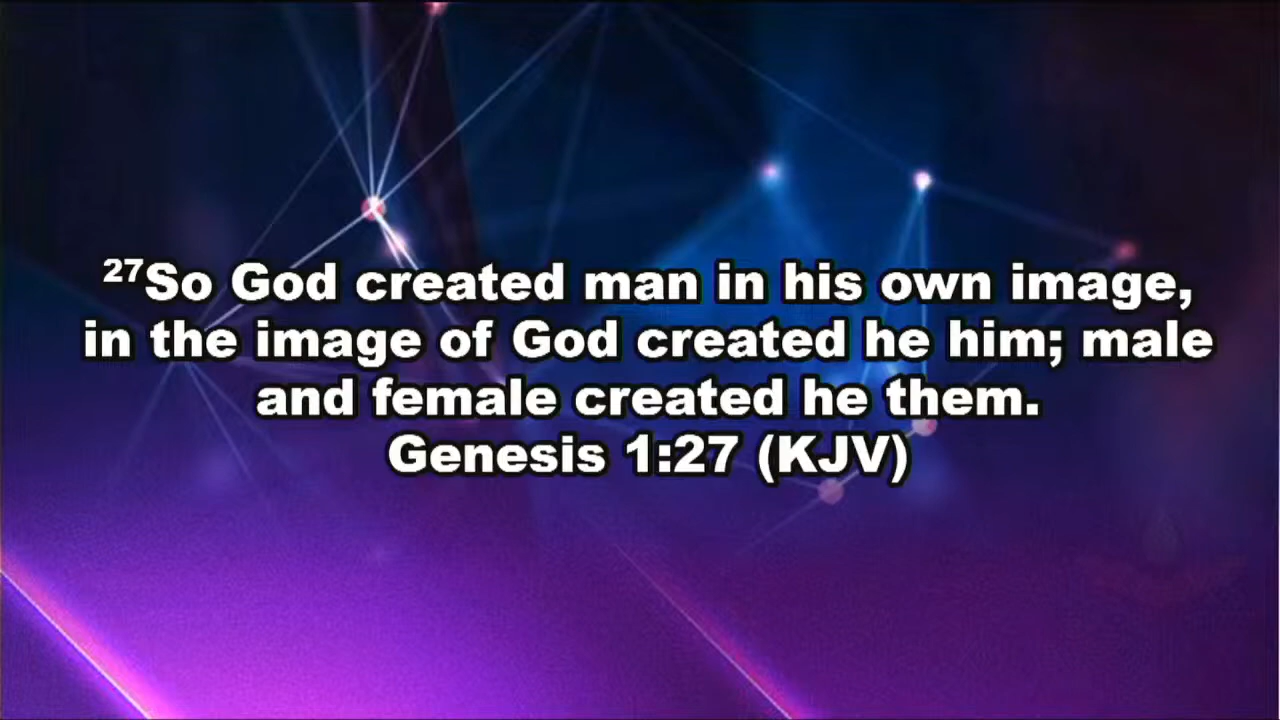 ²⁷So God created man in his own image,
in the image of God created he him; male
and female created he them.
Genesis 1:27 (KJV)